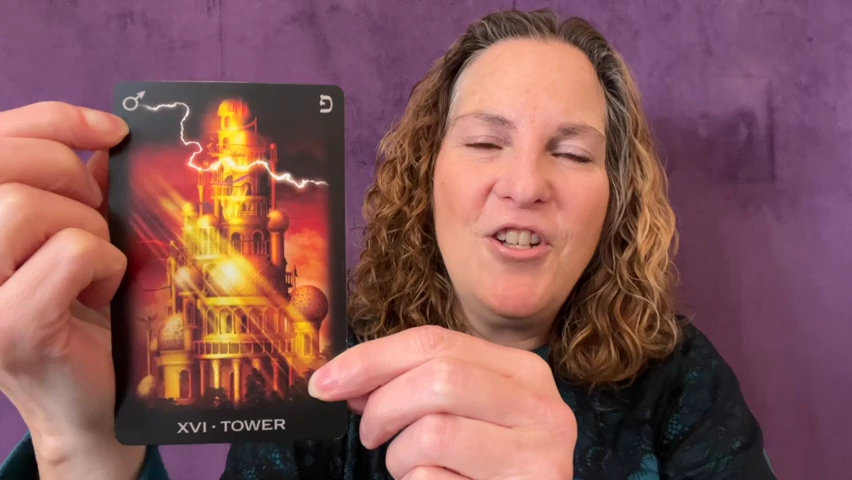 ♂ פ
XVI · TOWER